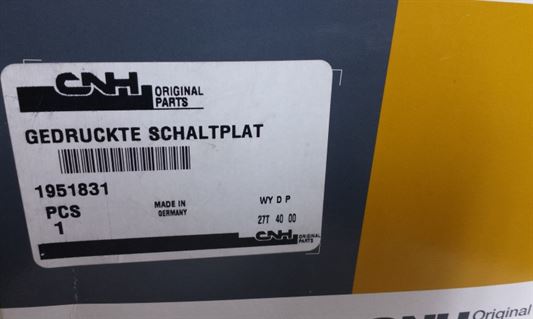 CNH ORIGINAL
PARTS
GEDRUCKTE SCHALTPLAT
1951831
PCS
1
MADE IN
GERMANY
WY D P
27T 40 00
CNH ORIGINAL
PARTS
CNH Original